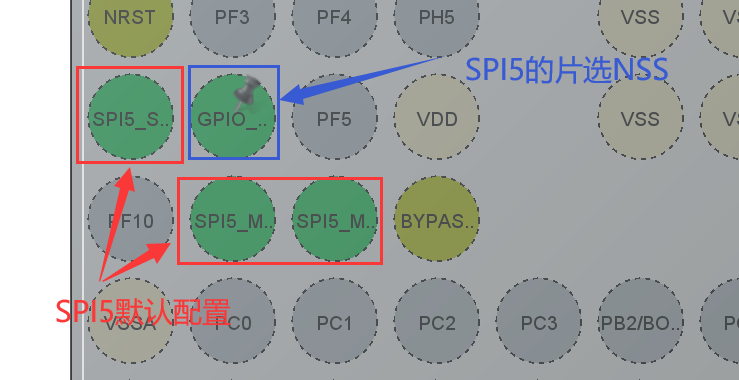 NRST PF3 PF4 PH5 VSS
SPI5的片选NSS
SPI5_S.. GPIO_.. PF5 VDD VSS
PF10 SPI5_M.. SPI5_M.. BYPAS..
SPI5默认配置
VSSA PC0 PC1 PC2 PC3 PB2/BO..